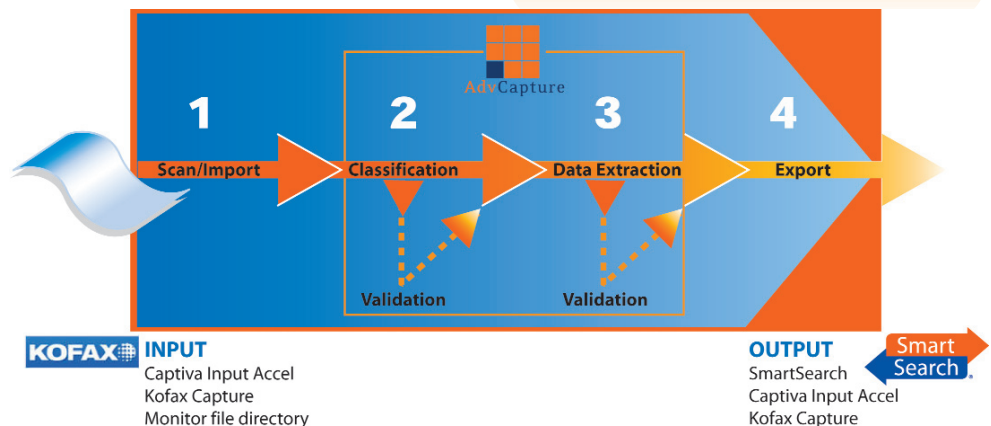 AdvCapture
1 2 3 4
Scan/Import Classification Data Extraction Export
Validation Validation
KOFAX
INPUT
Captiva Input Accel
Kofax Capture
Monitor file directory
OUTPUT
SmartSearch
Captiva Input Accel
Kofax Capture
Smart
Search